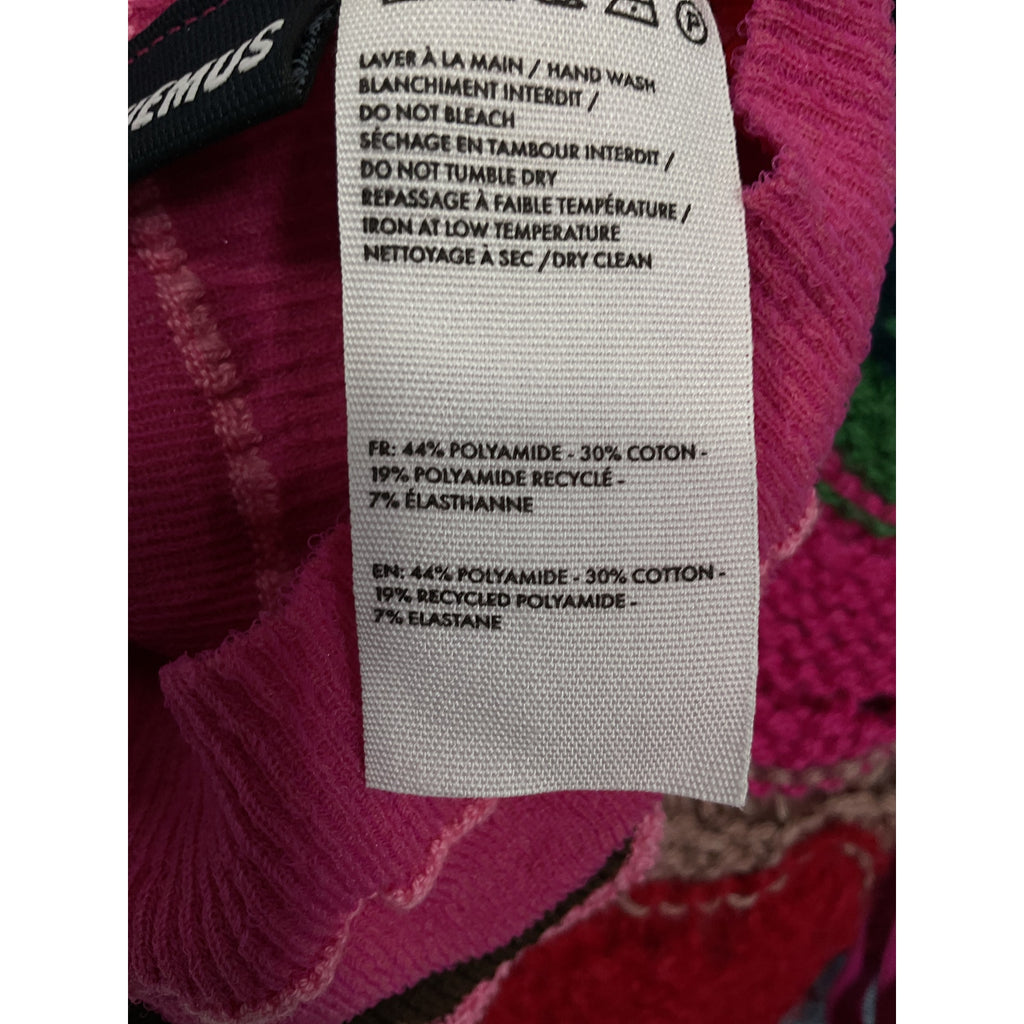 EMUS
P
LAVER À LA MAIN / HAND WASH
BLANCHIMENT INTERDIT /
DO NOT BLEACH
SÉCHAGE EN TAMBOUR INTERDIT /
DO NOT TUMBLE DRY
REPASSAGE À FAIBLE TEMPÉRATURE /
IRON AT LOW TEMPERATURE
NETTOYAGE À SEC /DRY CLEAN
FR: 44% POLYAMIDE - 30% COTON -
19% POLYAMIDE RECYCLÉ -
7% ÉLASTHANNE
EN: 44% POLYAMIDE - 30% COTTON -
19% RECYCLED POLYAMIDE -
7% ELASTANE